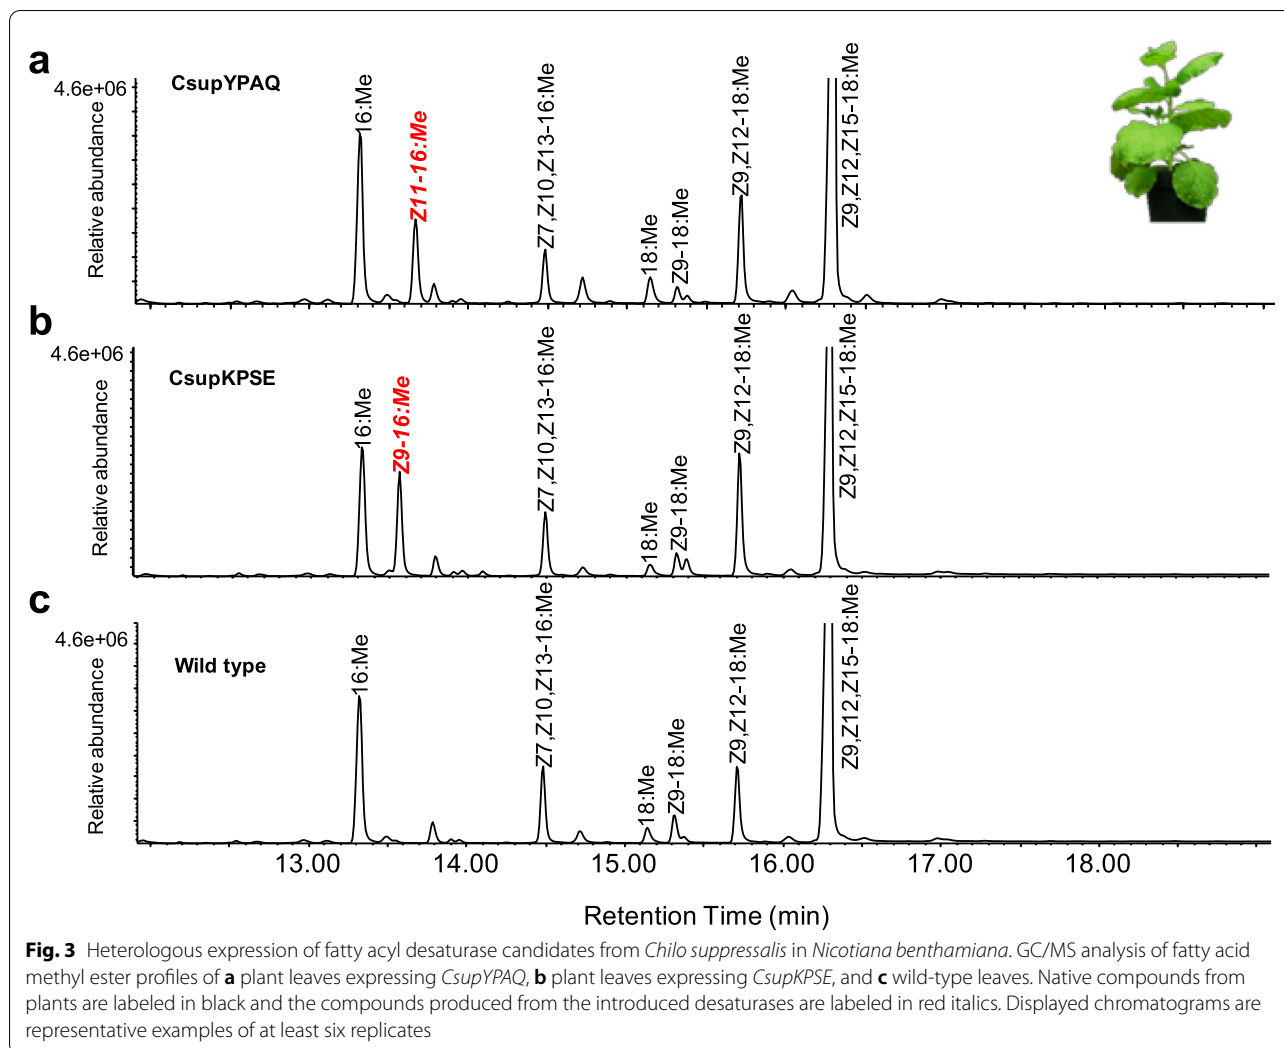 a
4.6e+06
CsupYPAQ
Relative abundance
16:Me
Z11-16:Me
Z7,Z10,Z13-16:Me
18:Me
Z9-18:Me
Z9,Z12-18:Me
Z9,Z12,Z15-18:Me
b
4.6e+06
CsupKPSE
Relative abundance
16:Me
Z9-16:Me
Z7,Z10,Z13-16:Me
18:Me
Z9-18:Me
Z9,Z12-18:Me
Z9,Z12,Z15-18:Me
c
4.6e+06
Wild type
Relative abundance
16:Me
Z7,Z10,Z13-16:Me
18:Me
Z9-18:Me
Z9,Z12-18:Me
Z9,Z12,Z15-18:Me
13.00 14.00 15.00 16.00 17.00 18.00
Retention Time (min)
Fig. 3 Heterologous expression of fatty acyl desaturase candidates from Chilo suppressalis in Nicotiana benthamiana. GC/MS analysis of fatty acid
methyl ester profiles of a plant leaves expressing CsupYPAQ, b plant leaves expressing CsupKPSE, and c wild-type leaves. Native compounds from
plants are labeled in black and the compounds produced from the introduced desaturases are labeled in red italics. Displayed chromatograms are
representative examples of at least six replicates